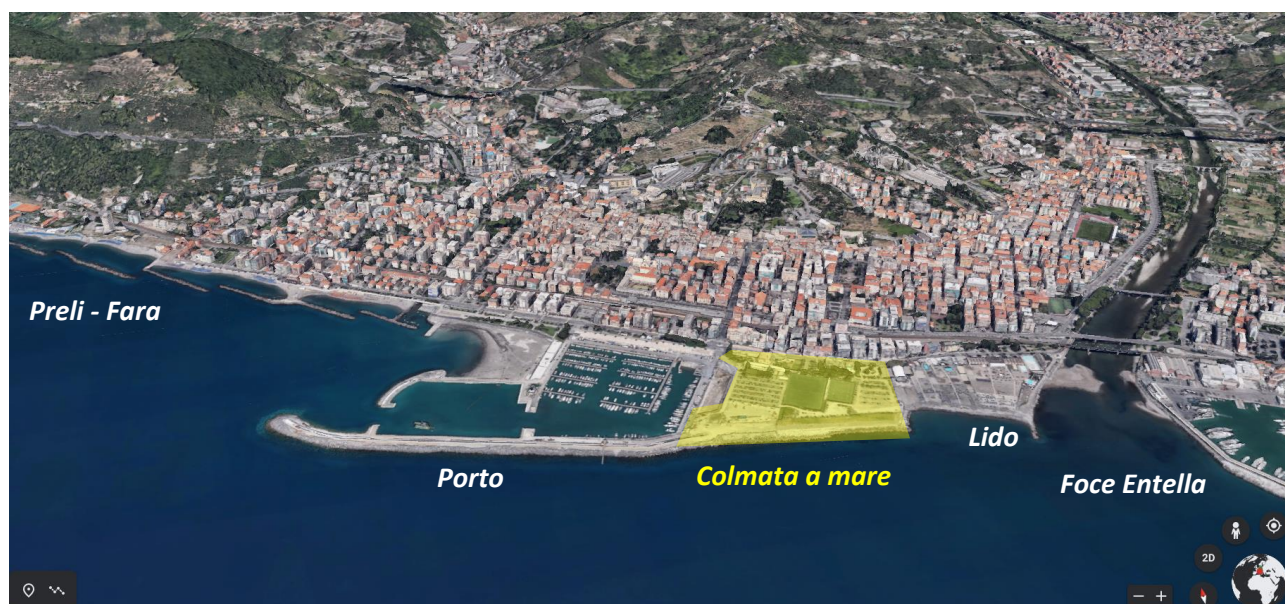 Preli - Fara
Porto
Colmata a mare
Lido
Foce Entella
2D